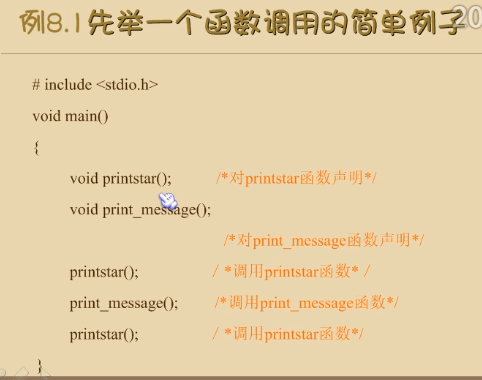 例8.1先举一个函数调用的简单例子
20
# include <stdio.h>
void main()
{
void printstar(); /*对printstar函数声明*/
void print_message();
/*对print_message函数声明*/
printstar(); / *调用printstar函数* /
print_message(); /*调用print_message函数*/
printstar(); / *调用printstar函数*/
}